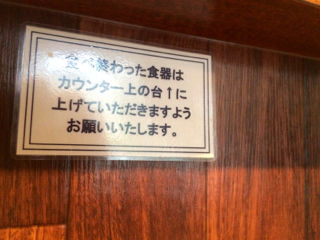 食べ終わった食器は
カウンター上の台↑に
上げていただきますよう
お願いいたします。